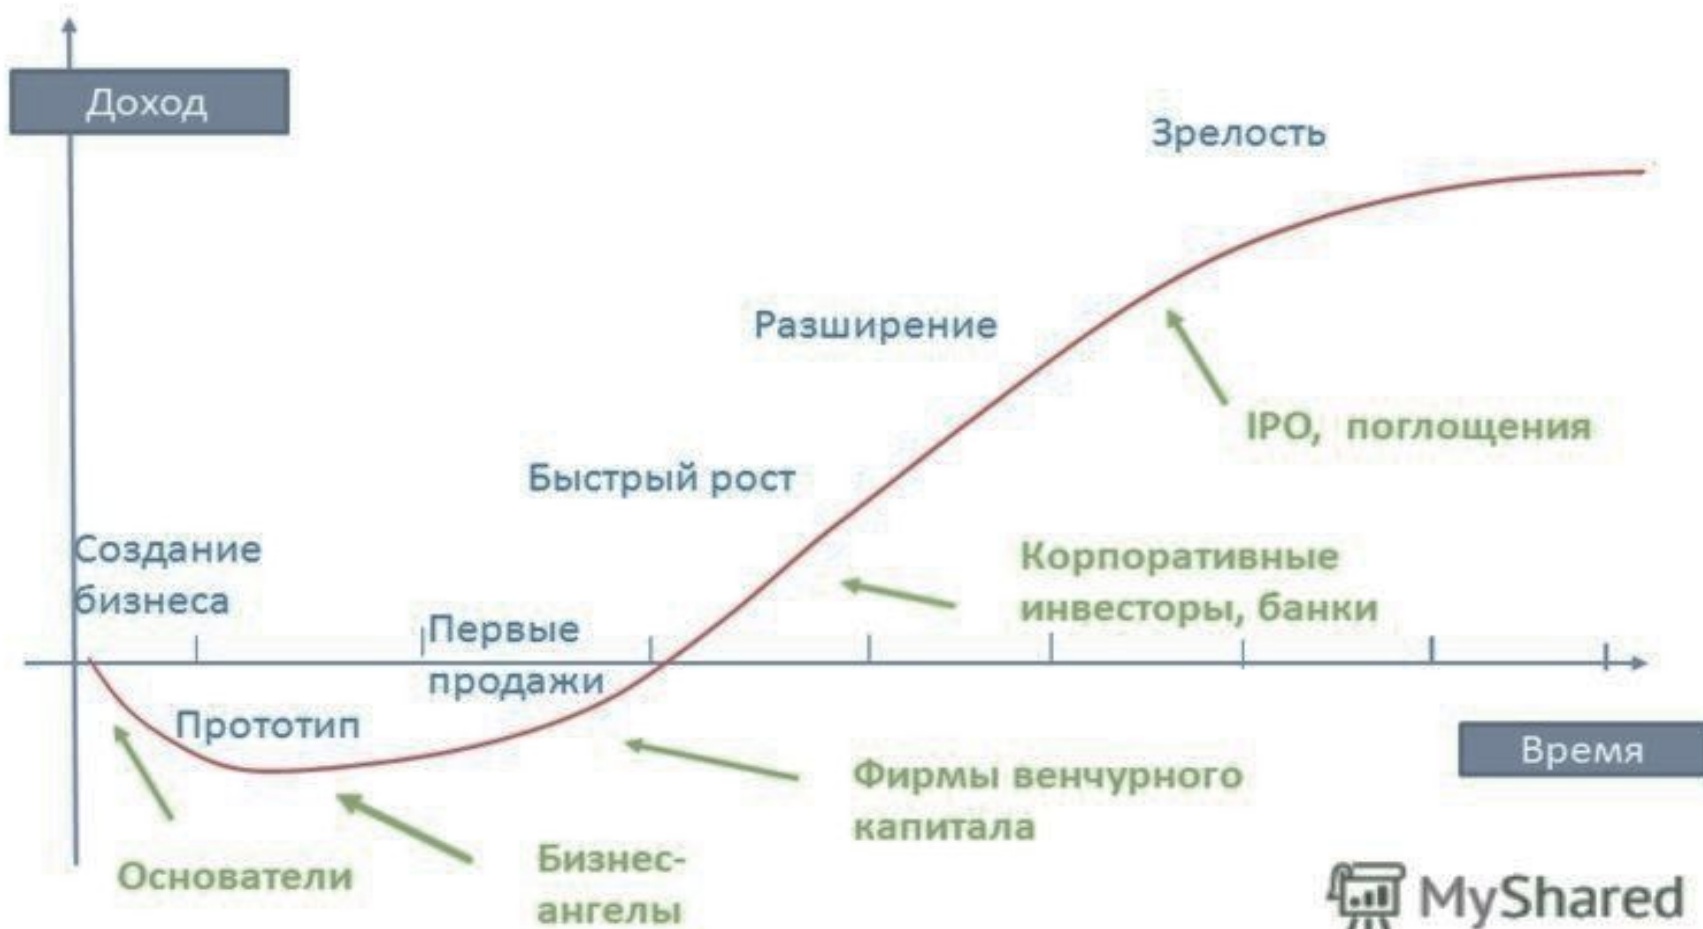 Доход
Зрелость
Разширение
IPO, поглощения
Быстрый рост
Создание
бизнеса
Корпоративные
инвесторы, банки
Первые
продажи
Прототип
Время
Фирмы венчурного
капитала
Основатели
Бизнес-
ангелы
MyShared